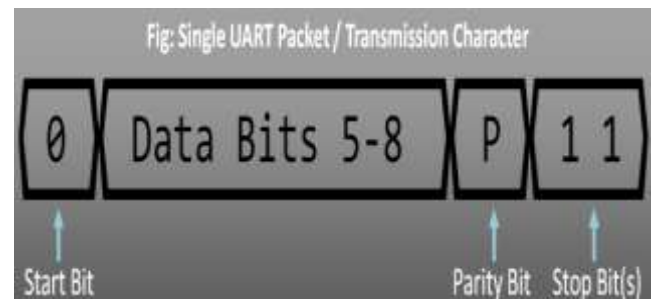 Fig: Single UART Packet / Transmission Character
0 Data Bits 5-8 P 1 1
Start Bit Parity Bit Stop Bit(s)